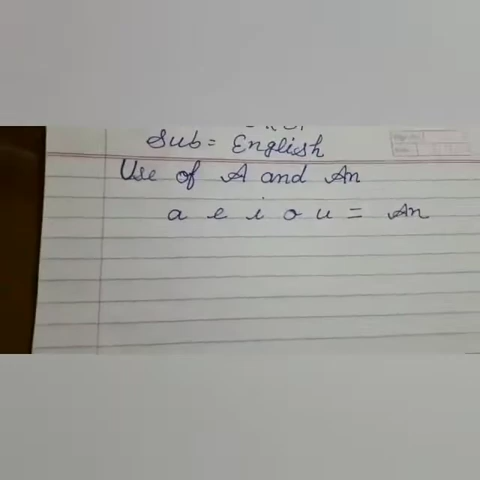 Sub = English
Use of A and An
a e i o u = An